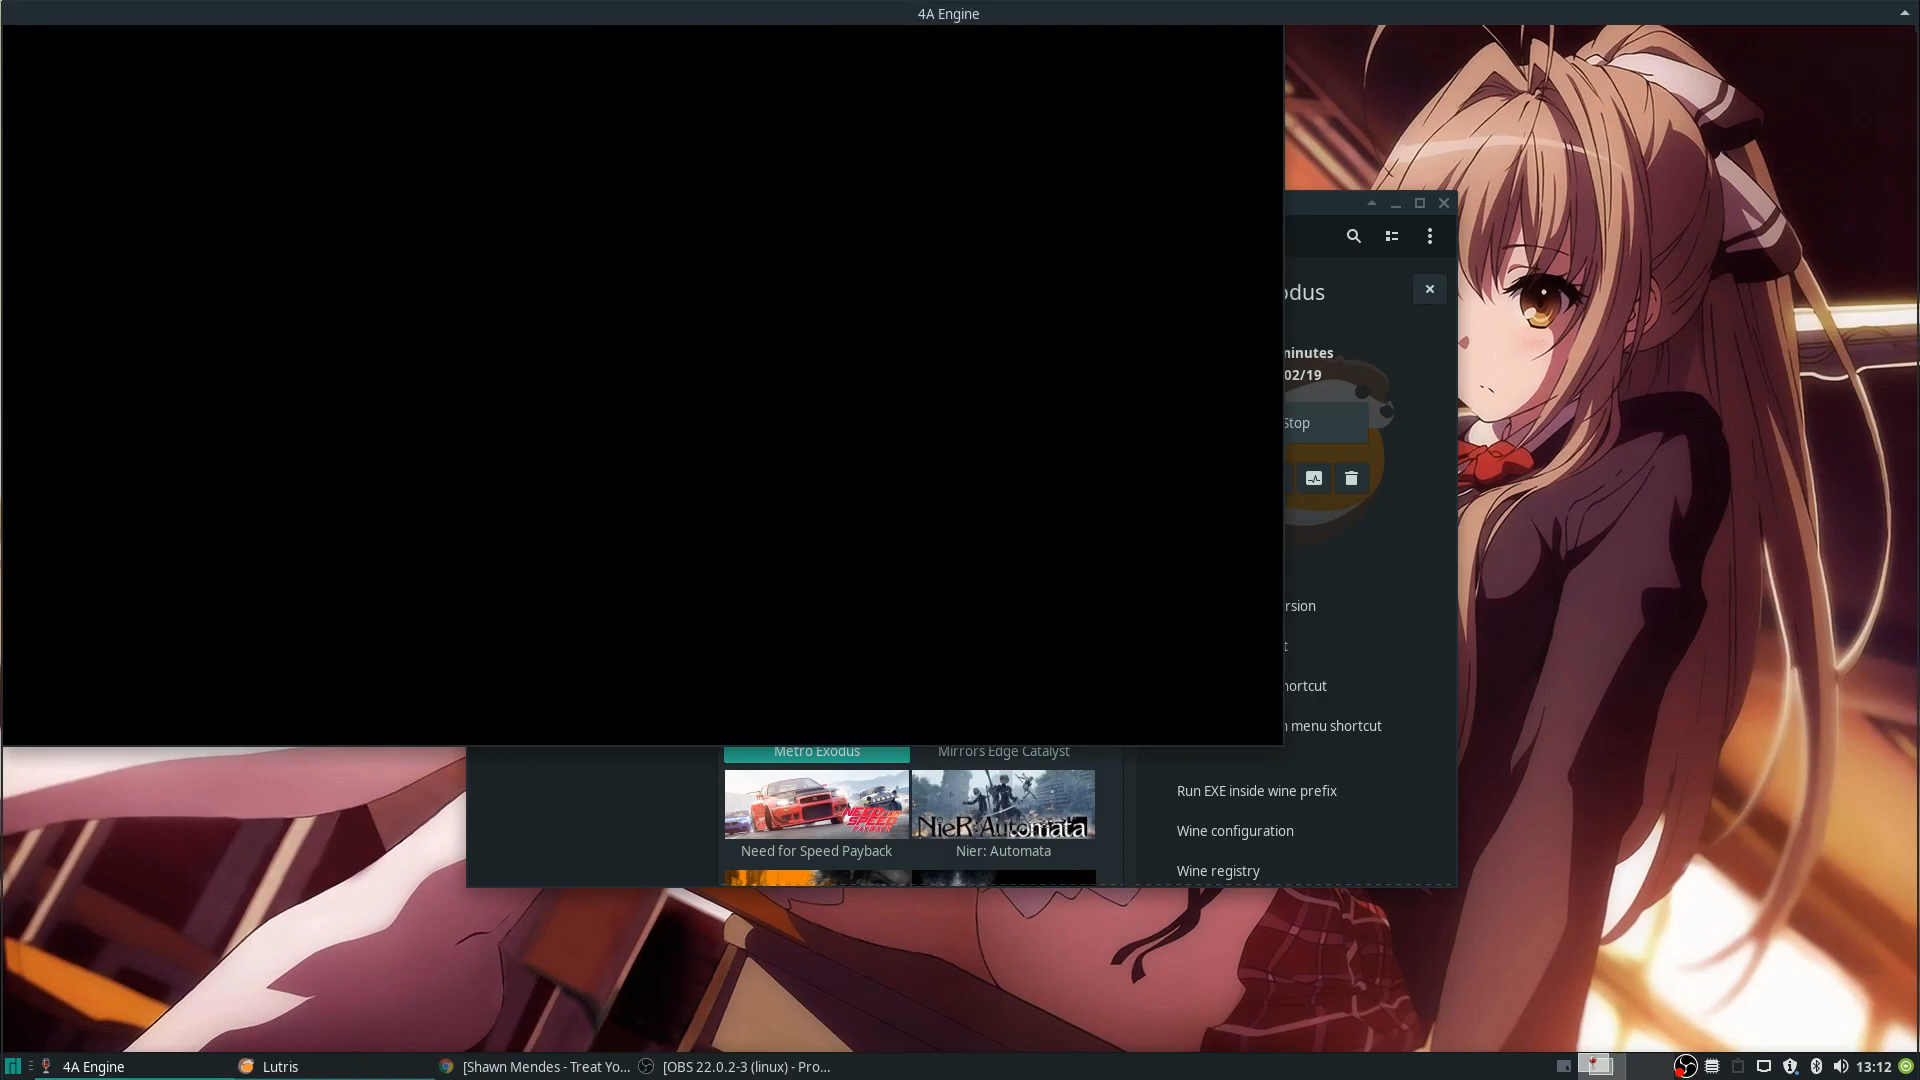 4A Engine
odus
minutes
02/19
Stop
rsion
t
hortcut
n menu shortcut
Metro Exodus
Mirrors Edge Catalyst
NEED FOR SPEED PAYBACK
NieR:Automata
Need for Speed Payback
Nier: Automata
Run EXE inside wine prefix
Wine configuration
Wine registry
4A Engine
Lutris
[Shawn Mendes - Treat Yo...
[OBS 22.0.2-3 (linux) - Pro...
13:12